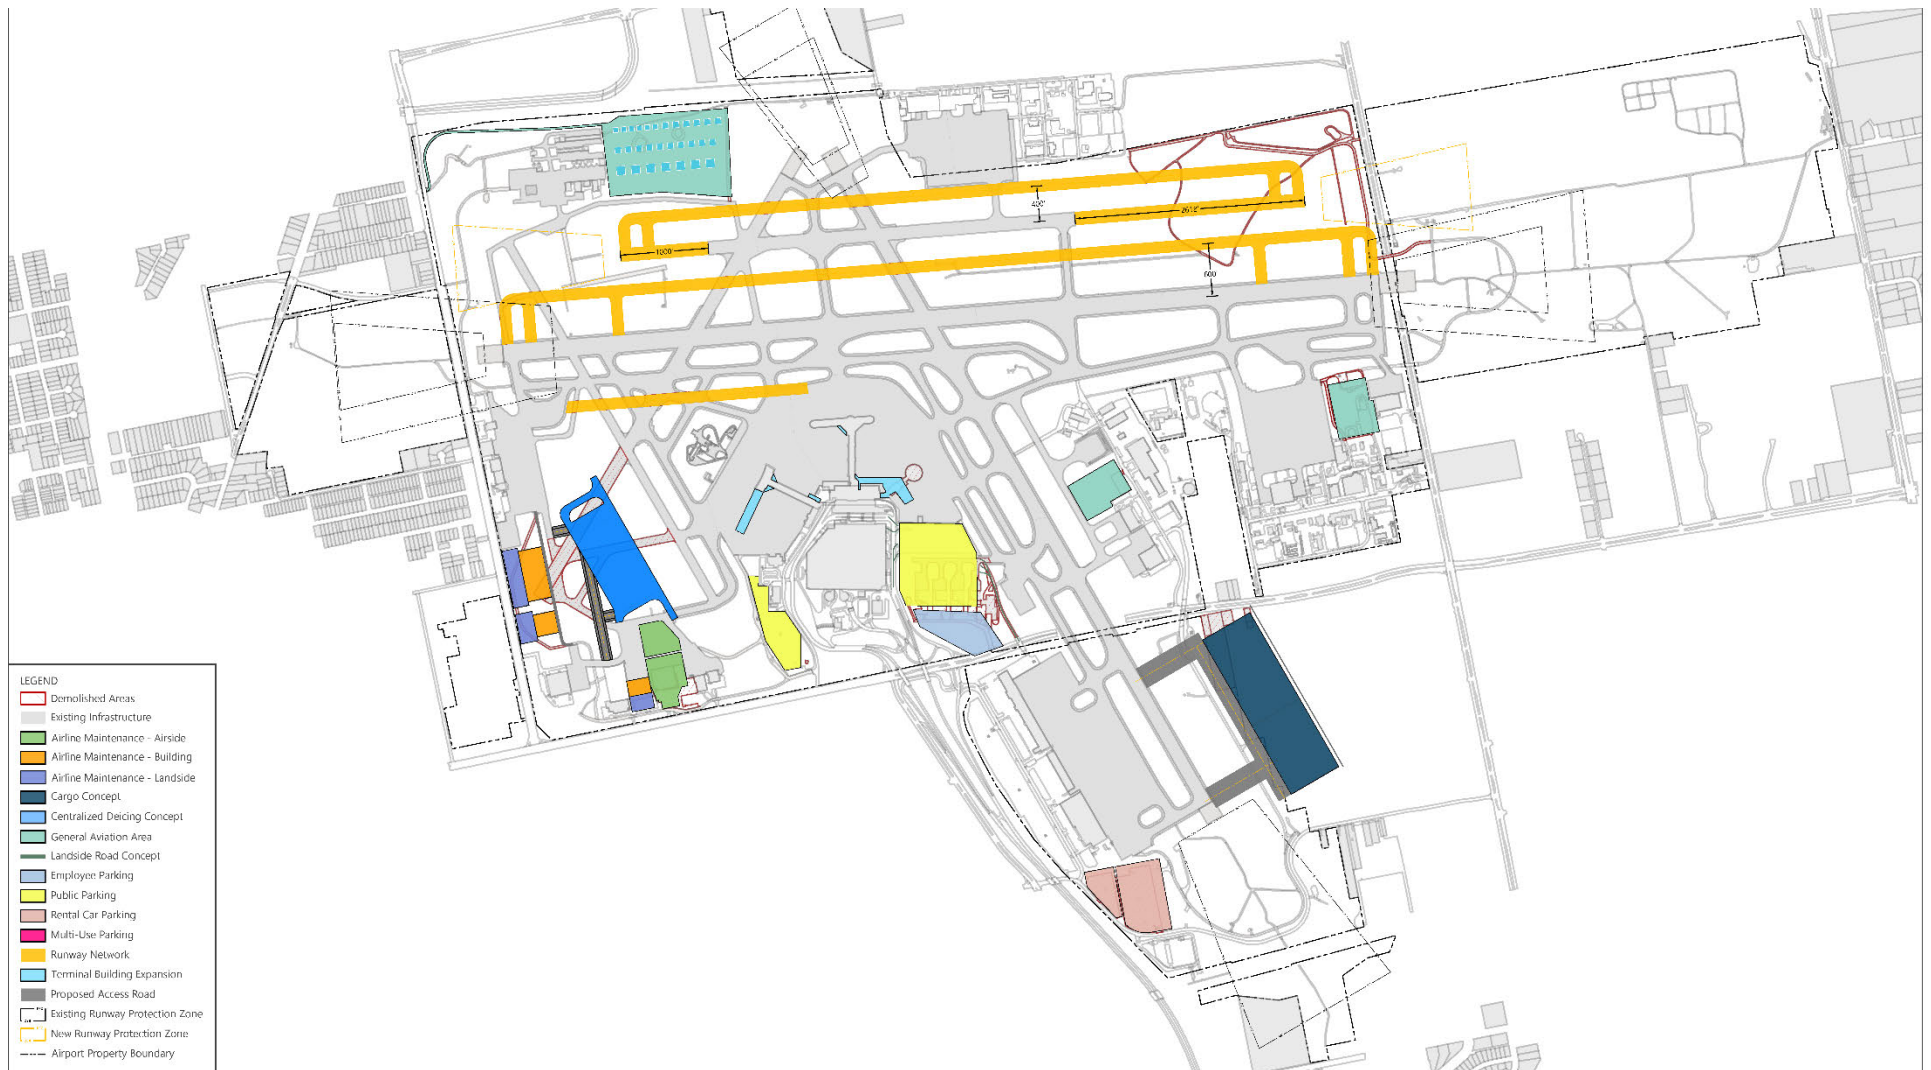 400'
2612'
1000'
600'
LEGEND
Demolished Areas
Existing Infrastructure
Airline Maintenance - Airside
Airline Maintenance - Building
Airline Maintenance - Landside
Cargo Concept
Centralized Deicing Concept
General Aviation Area
Landside Road Concept
Employee Parking
Public Parking
Rental Car Parking
Multi-Use Parking
Runway Network
Terminal Building Expansion
Proposed Access Road
Existing Runway Protection Zone
New Runway Protection Zone
Airport Property Boundary